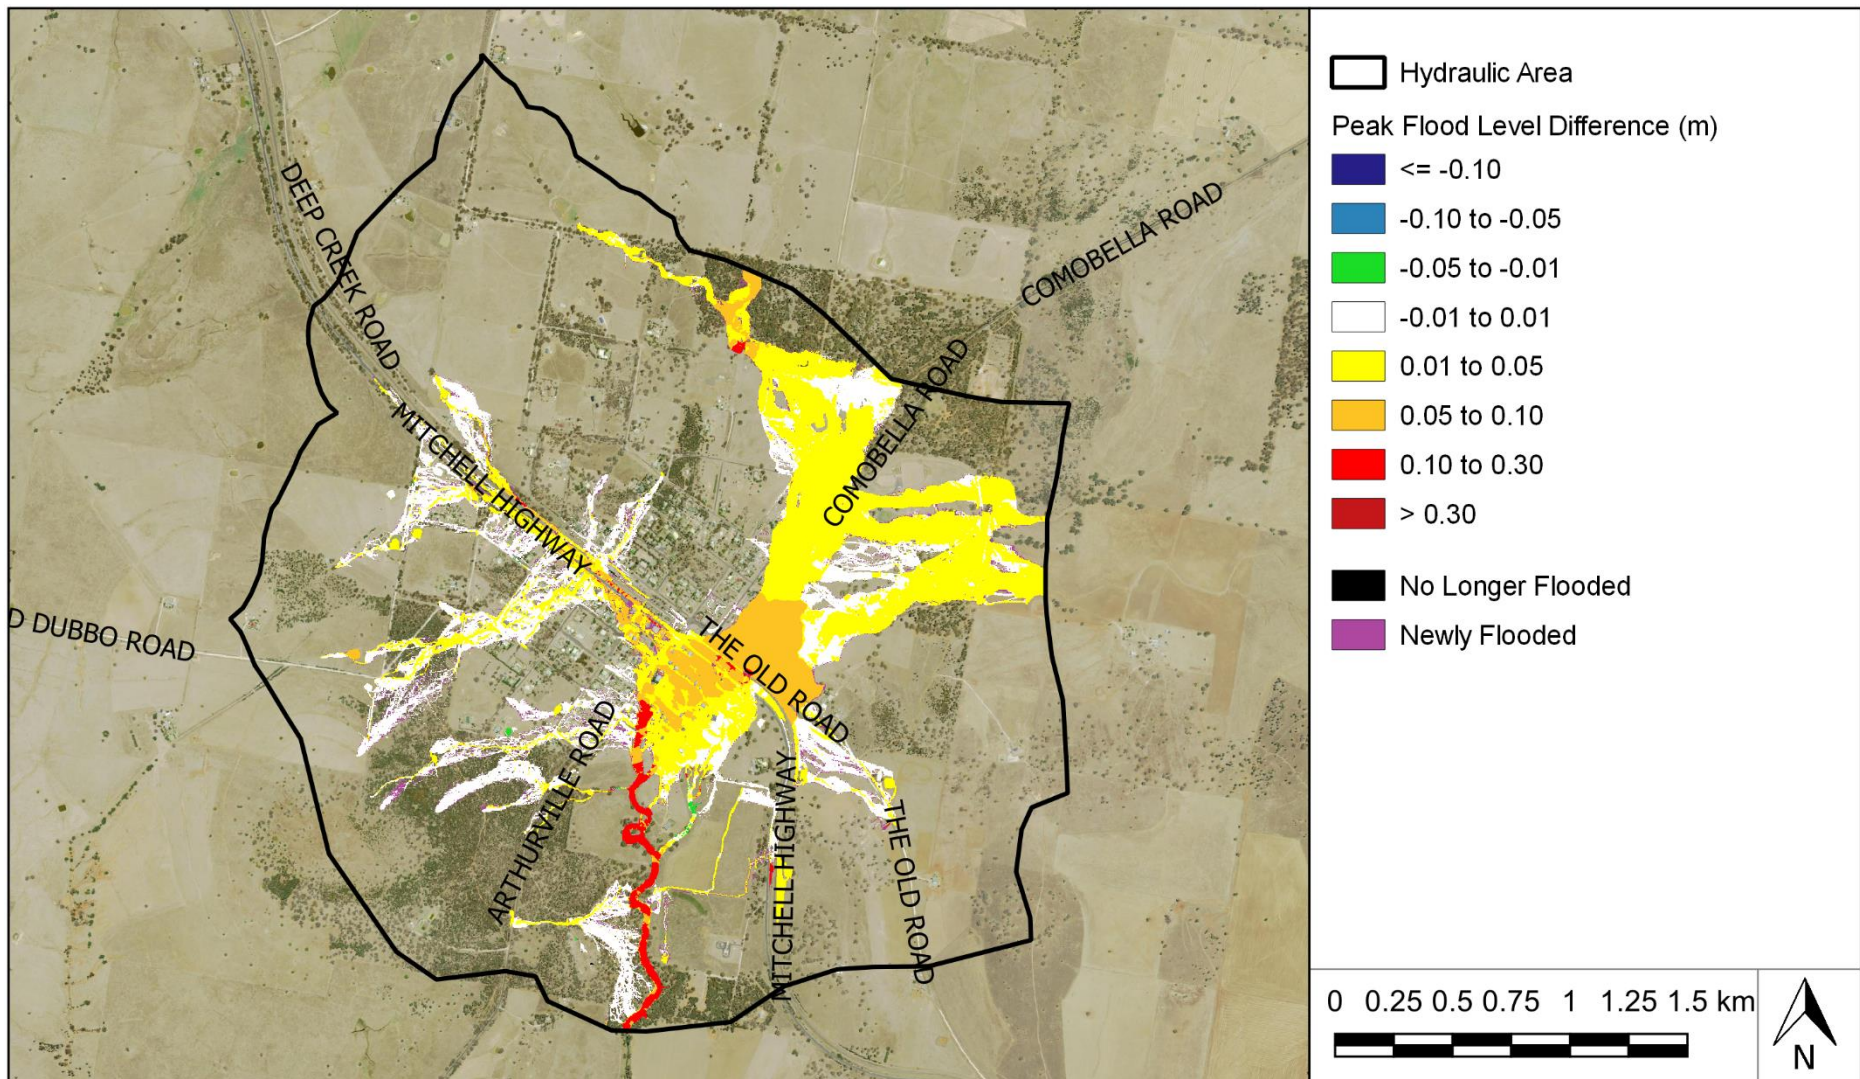 DEEP CREEK ROAD
COMOBELLA ROAD
COMOBELLA ROAD
MITCHELL HIGHWAY
D DUBBO ROAD
THE OLD ROAD
ARTHURVILLE ROAD
MITCHELL HIGHWAY
THE OLD ROAD
Hydraulic Area
Peak Flood Level Difference (m)
<= -0.10
-0.10 to -0.05
-0.05 to -0.01
-0.01 to 0.01
0.01 to 0.05
0.05 to 0.10
0.10 to 0.30
> 0.30
No Longer Flooded
Newly Flooded
0 0.25 0.5 0.75 1 1.25 1.5 km
N